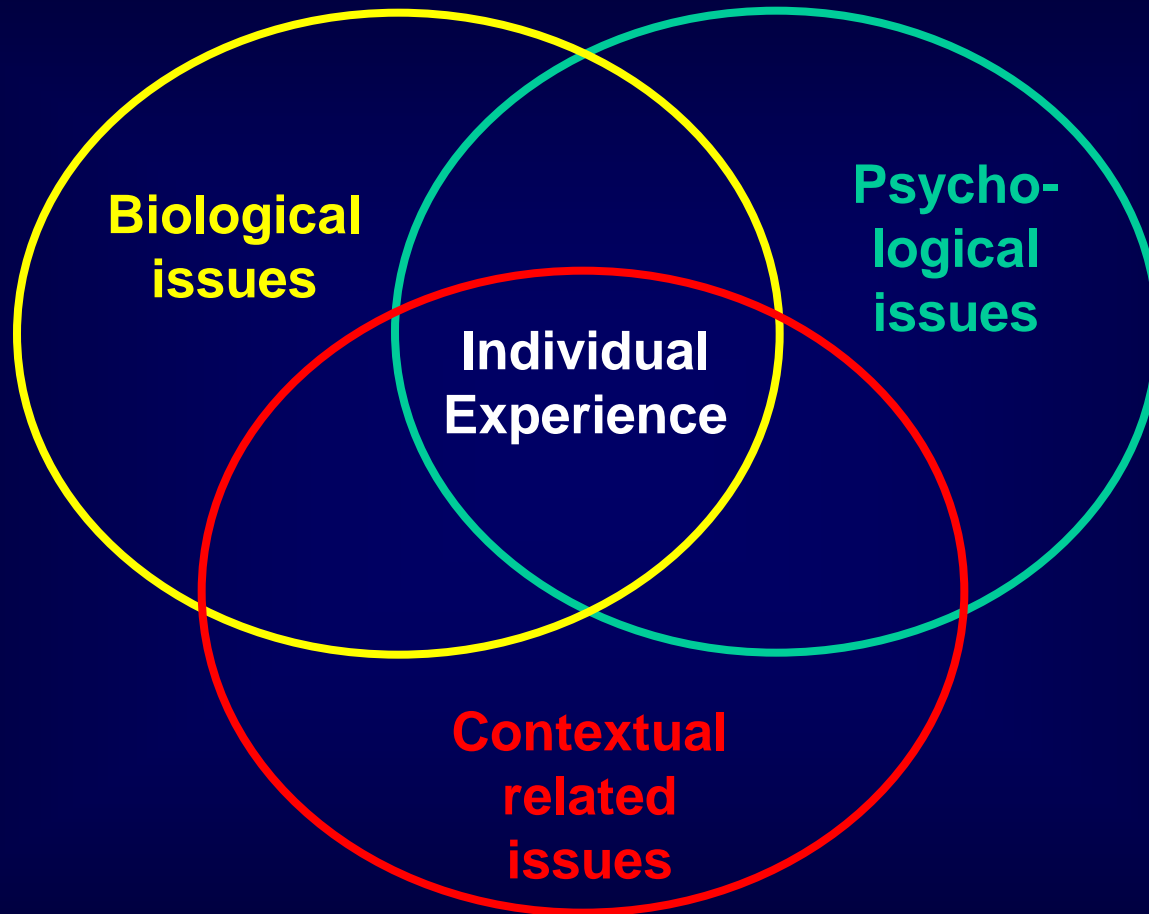 Biological
issues
Psycho-
logical
issues
Individual
Experience
Contextual
related
issues